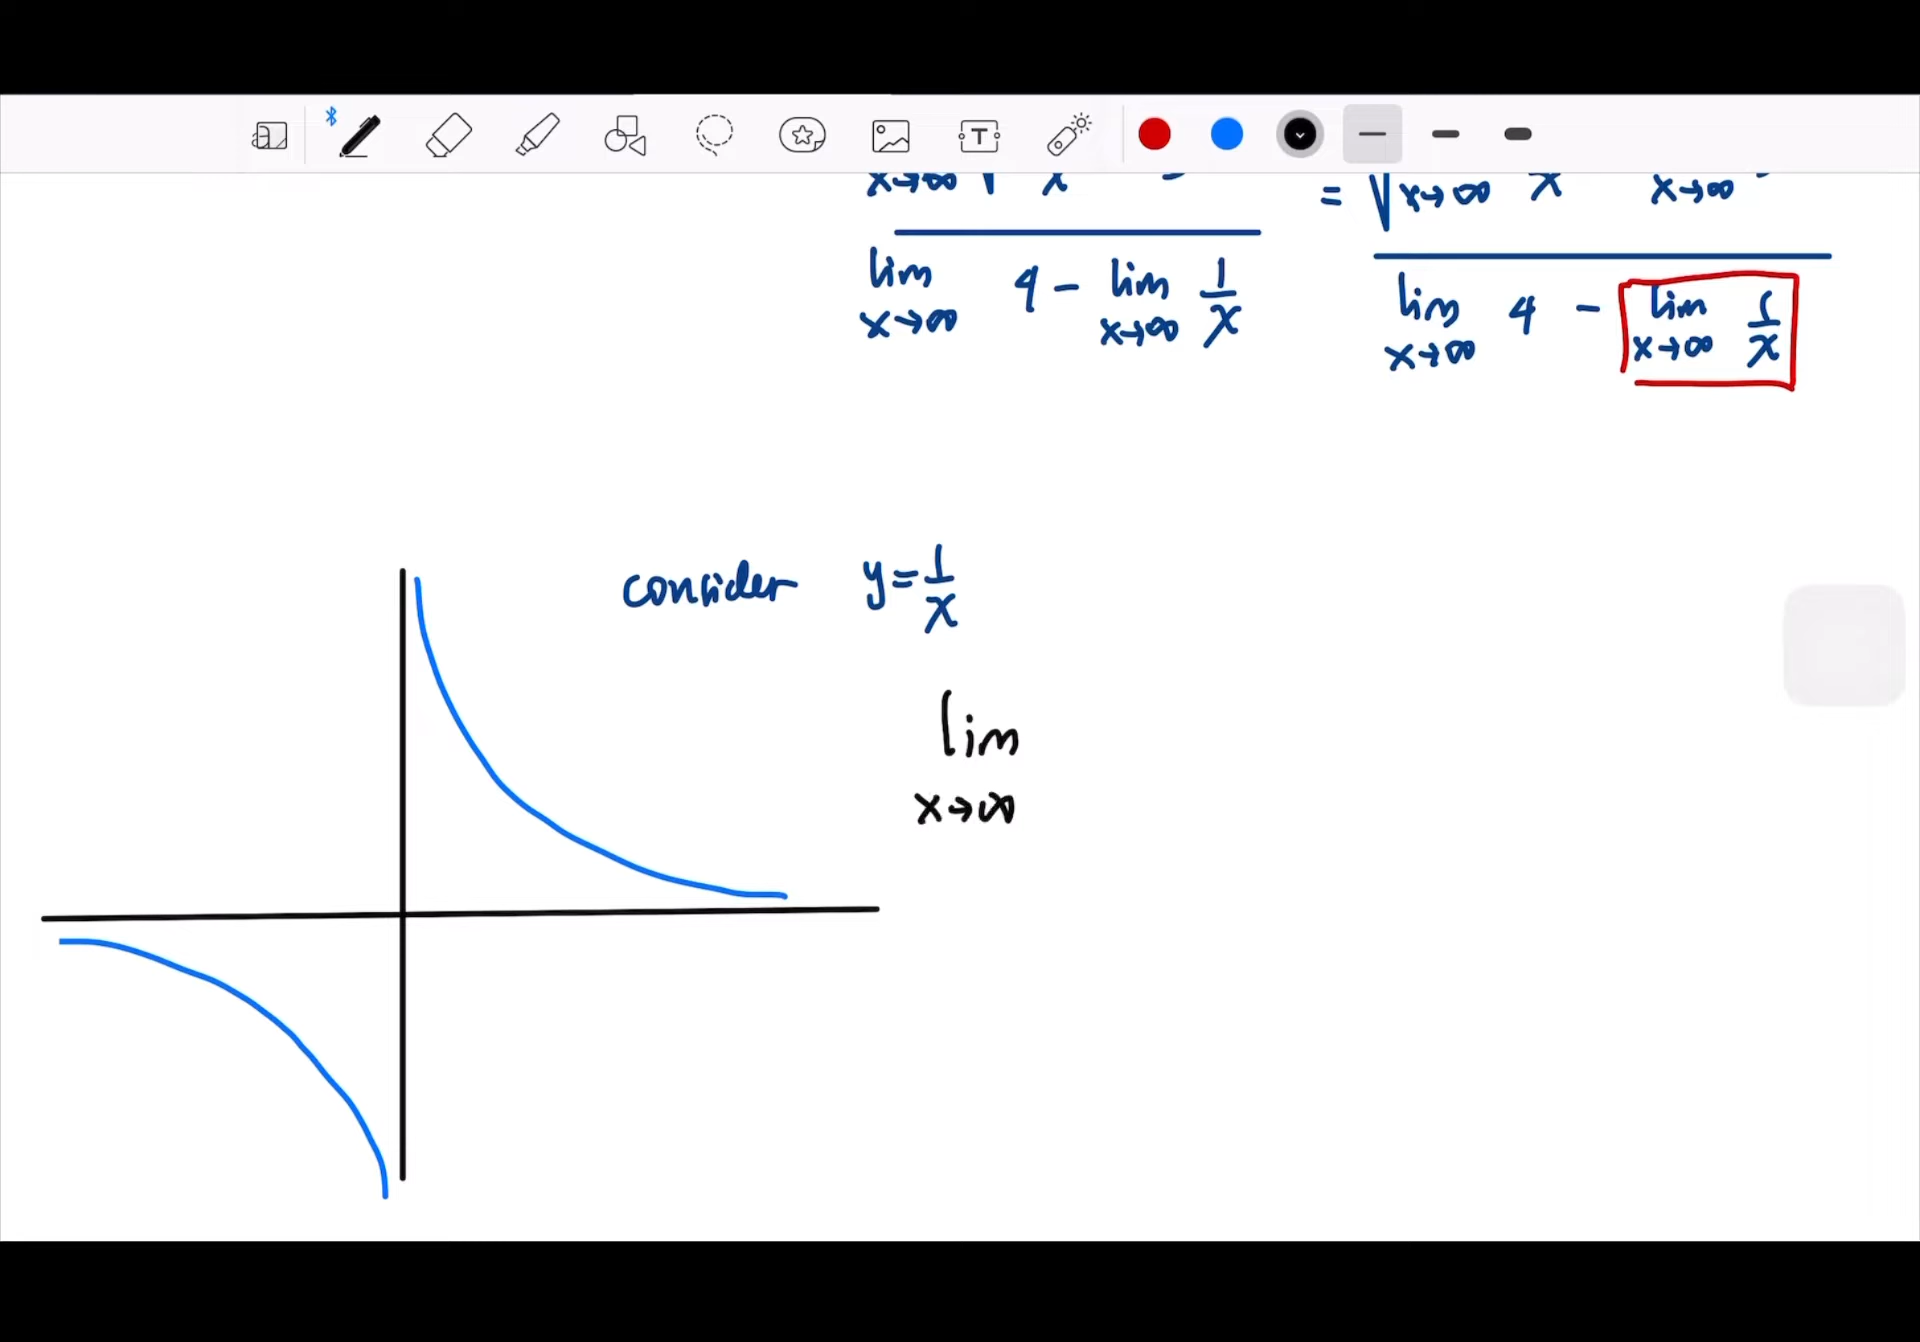 x→∞ √ x = √ x→∞ x x→∞
lim 4 - lim 1/x lim 4 - lim 1/x
x→∞ x→∞ x→∞ x→∞
consider y = 1/x
lim
x→∞